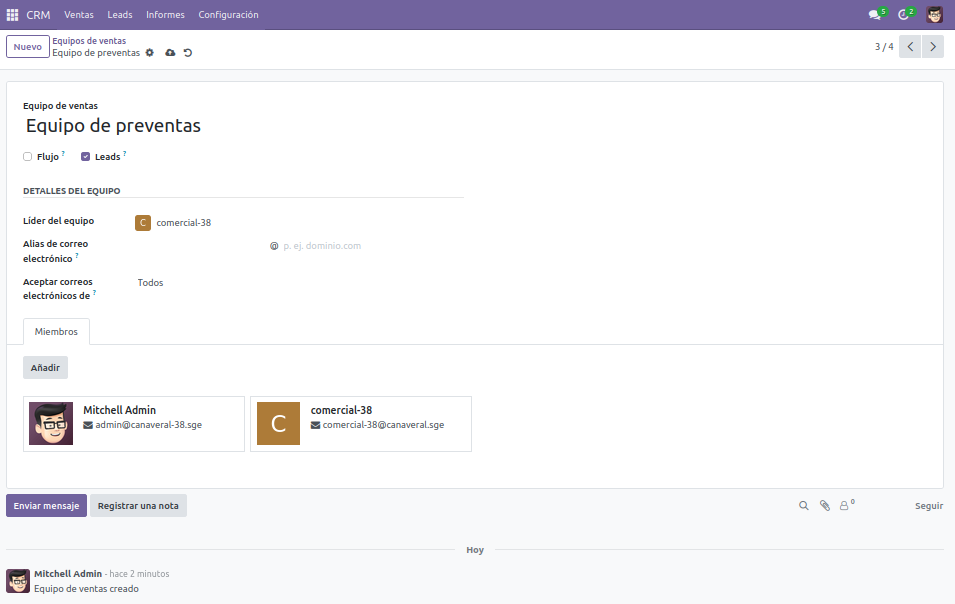 CRM Ventas Leads Informes Configuración 5 2
Nuevo
Equipos de ventas
Equipo de preventas
3 / 4
Equipo de ventas
Equipo de preventas
Flujo ? Leads ?
DETALLES DEL EQUIPO
Líder del equipo C comercial-38
Alias de correo
electrónico ?
@ p. ej. dominio.com
Aceptar correos
electrónicos de ?
Todos
Miembros
Añadir
Mitchell Admin
admin@canaveral-38.sge
C
comercial-38
comercial-38@canaveral.sge
Enviar mensaje Registrar una nota 0 Seguir
Hoy
Mitchell Admin - hace 2 minutos
Equipo de ventas creado